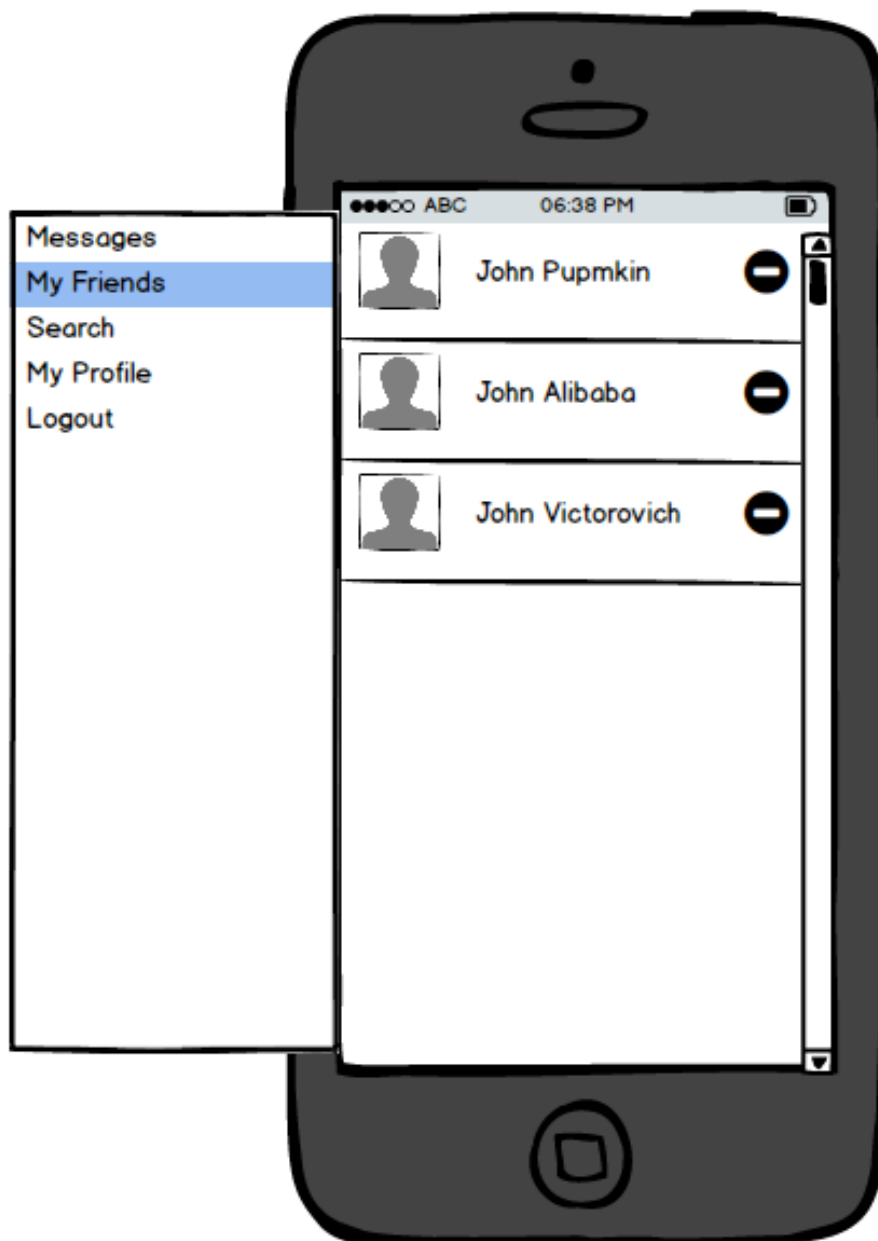 Messages
My Friends
Search
My Profile
Logout
ABC 06:38 PM
John Pupmkin
John Alibaba
John Victorovich